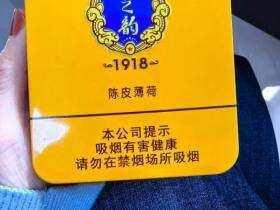 之韵
1918
陈皮薄荷
本公司提示
吸烟有害健康
请勿在禁烟场所吸烟